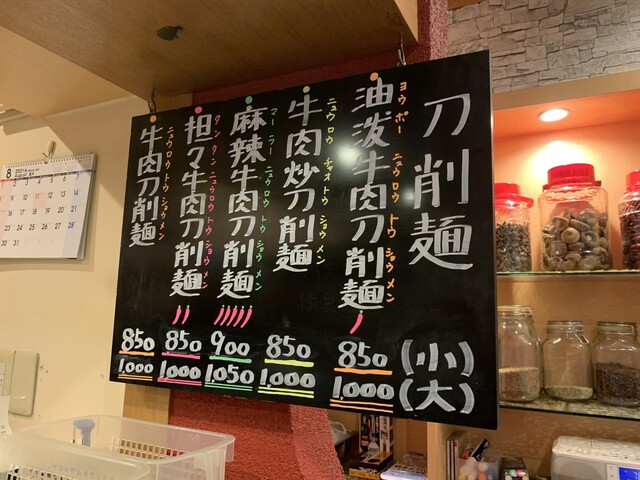 刀削麺
(小)
(大)
油泼牛肉刀削麺
ヨウ ポー ニュウロウ トウ ショウ メン
850
1,000
牛肉炒刀削麺
ニュウ ロウ チャオ トウ ショウ メン
850
1,000
麻辣牛肉刀削麺
マー ラー ニュウロウ トウ ショウ メン
900
1,050
担々牛肉刀削麺
タン タン ニュウロウ トウ ショウ メン
850
1,000
牛肉刀削麺
ニュウ ロウ トウ ショウ メン
850
1,000
8 2021